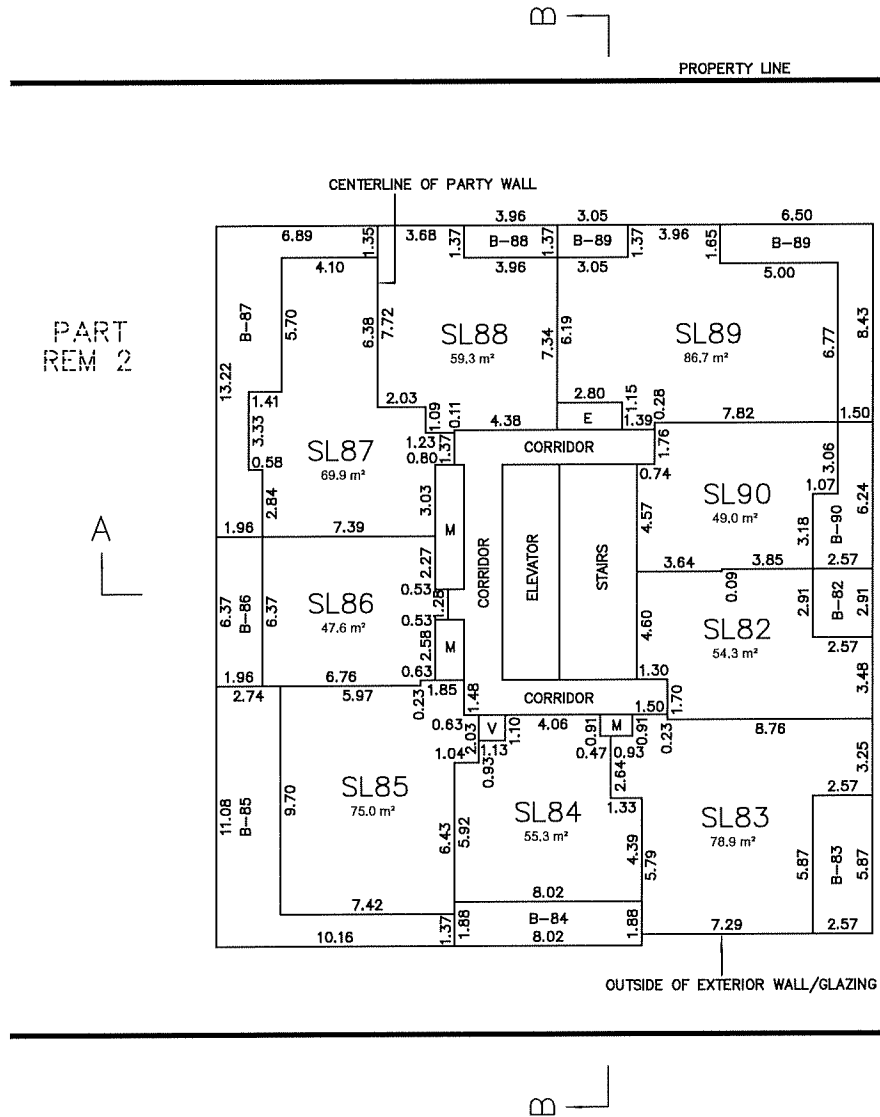 B
PROPERTY LINE
CENTERLINE OF PARTY WALL
3.96 3.05 6.50
6.89 1.35 3.68 1.37 B-88 1.37 B-89 1.37 3.96 1.65 B-89
4.10 3.96 3.05 5.00
B-87 5.70 6.38 7.72 SL88 7.34 6.19 SL89 6.77 8.43
59.3 m² 86.7 m²
PART
REM 2
13.22
1.41 2.03 2.80 1.15 0.28
3.33 1.09 0.11 4.38 E 1.39 7.82 1.50
SL87 1.23 1.37 CORRIDOR 1.76
0.58 69.9 m² 0.80 0.74 3.06
2.84 3.03 M 4.57 SL90 1.07 6.24
49.0 m²
A
1.96 7.39 CORRIDOR ELEVATOR STAIRS 3.18 B-90
2.27 3.64 3.85 2.57
6.37 B-86 6.37 SL86 0.53 1.28 0.09 2.91 B-82 2.91
47.6 m² 0.53 4.60 SL82
2.58 M 54.3 m² 2.57
1.96 6.76 0.63 1.30 3.48
2.74 5.97 0.23 1.85 1.48 CORRIDOR 1.50 1.70
0.63 2.03 V 1.10 4.06 0.91 M 0.91 0.23 8.76
1.04 1.13 0.93 0.47 0.93 3.25
2.64 2.57
11.08 B-85 9.70 SL85 SL84 1.33 SL83
75.0 m² 55.3 m² 78.9 m²
6.43 5.92 4.39 5.79 5.87 B-83 5.87
7.42 8.02
1.37 1.88 B-84 1.88 7.29 2.57
10.16 8.02
OUTSIDE OF EXTERIOR WALL/GLAZING
B